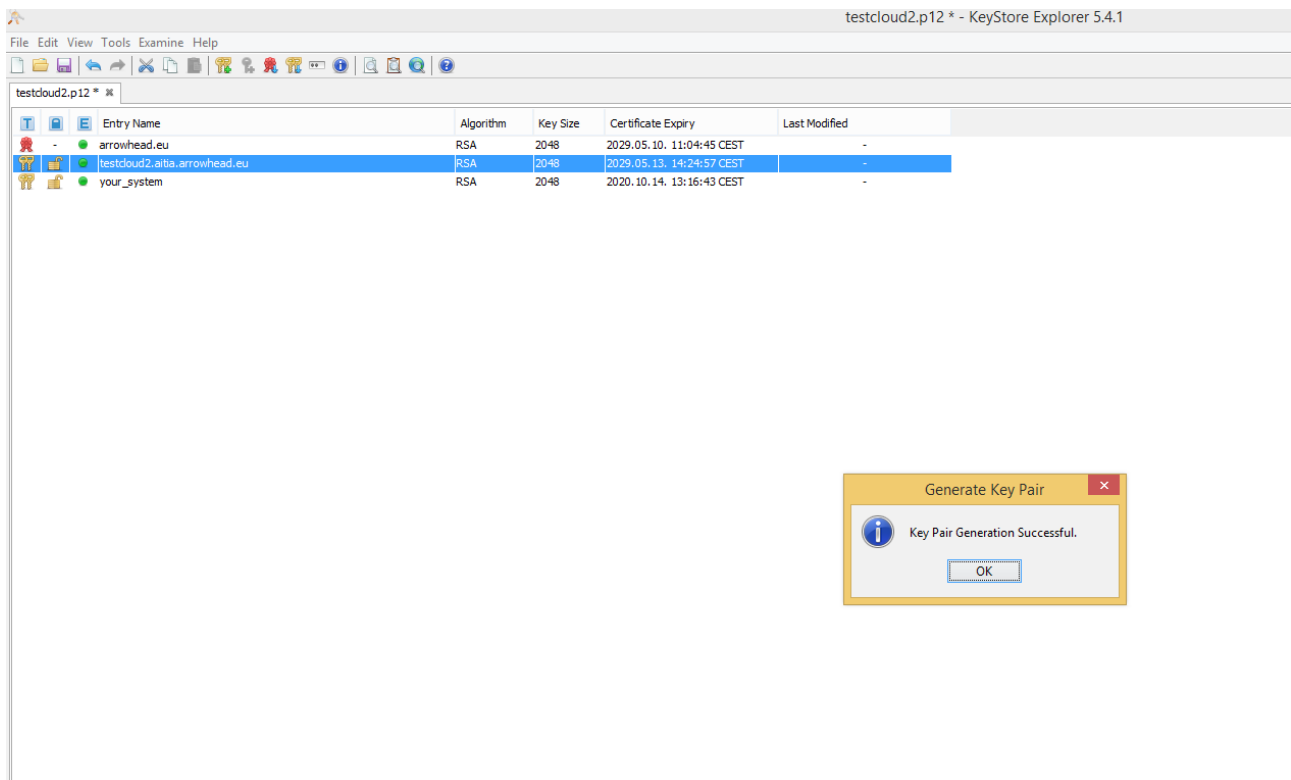 testcloud2.p12 * - KeyStore Explorer 5.4.1
File Edit View Tools Examine Help
testcloud2.p12 *
T E Entry Name Algorithm Key Size Certificate Expiry Last Modified
- arrowhead.eu RSA 2048 2029.05.10. 11:04:45 CEST -
testcloud2.aitia.arrowhead.eu RSA 2048 2029.05.13. 14:24:57 CEST -
your_system RSA 2048 2020.10.14. 13:16:43 CEST -
Generate Key Pair
Key Pair Generation Successful.
OK